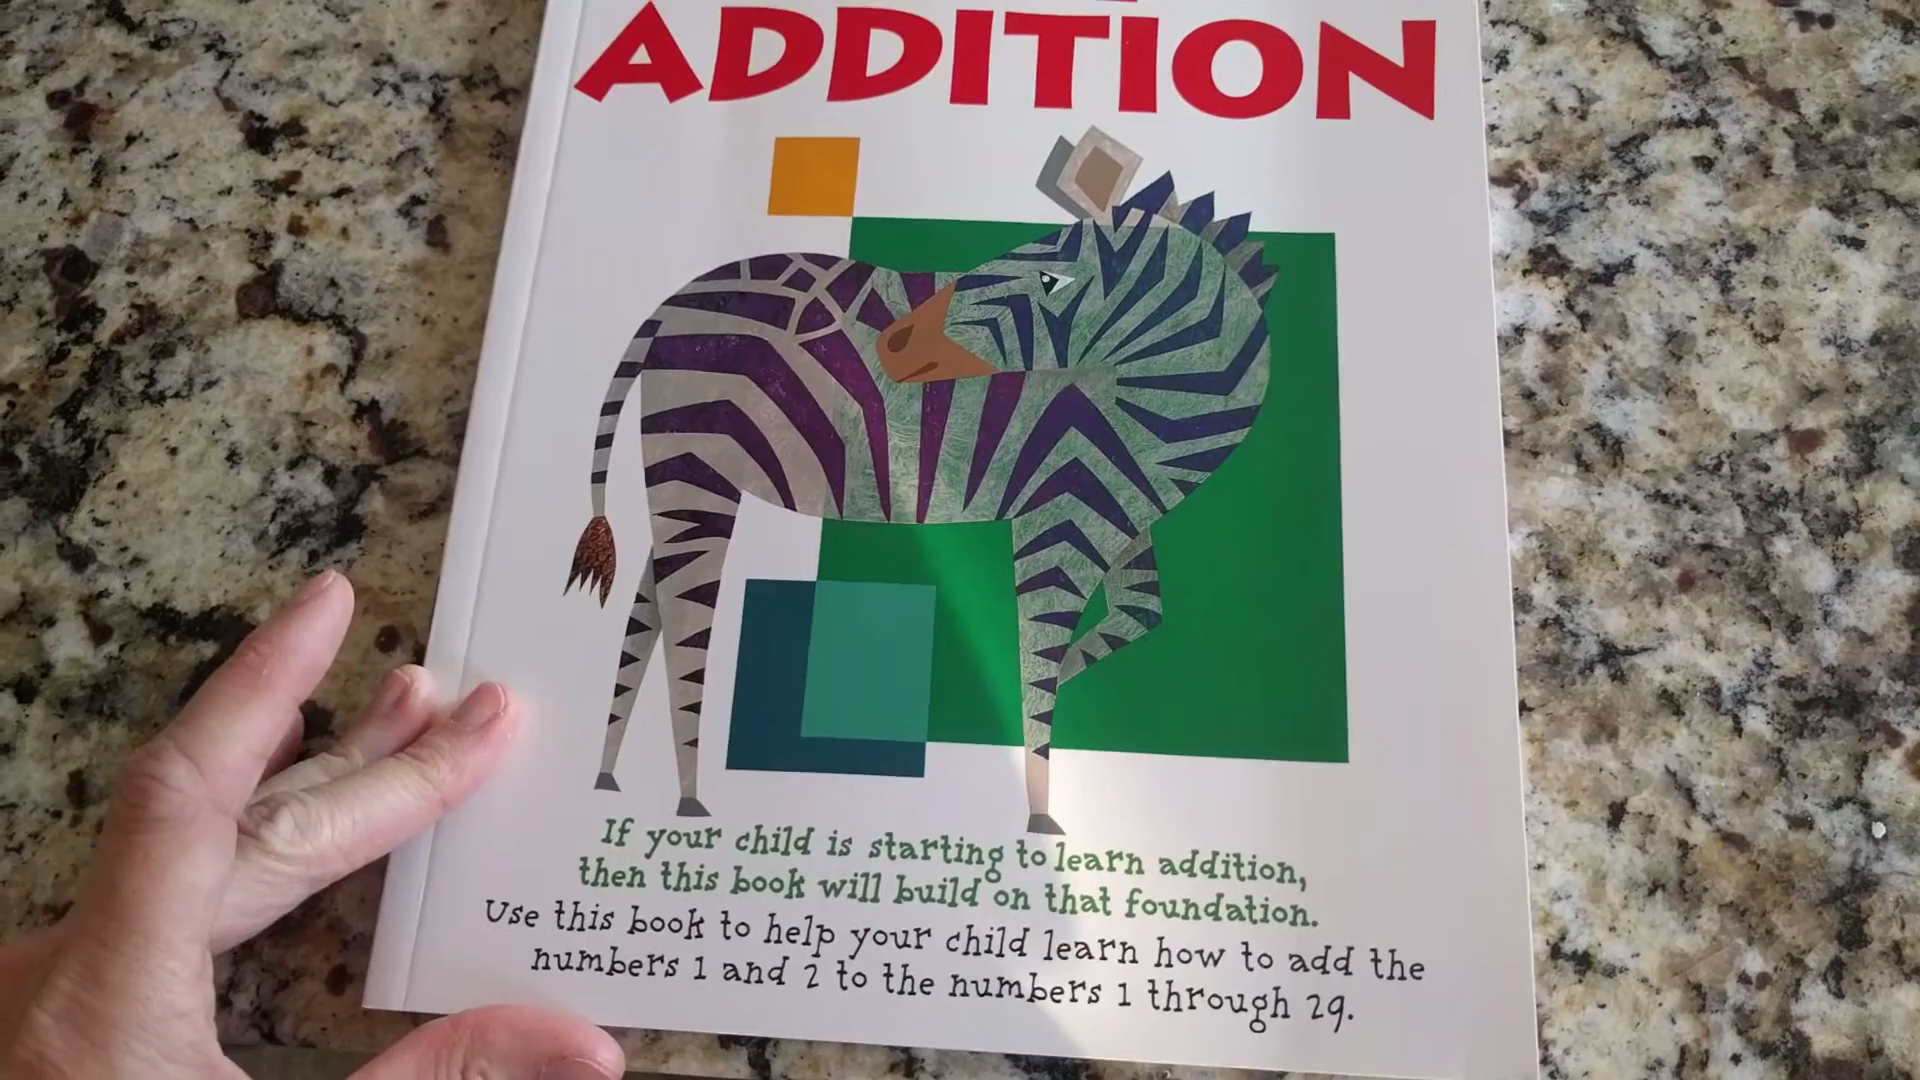 ADDITION
If your child is starting to learn addition,
then this book will build on that foundation.
Use this book to help your child learn how to add the
numbers 1 and 2 to the numbers 1 through 29.